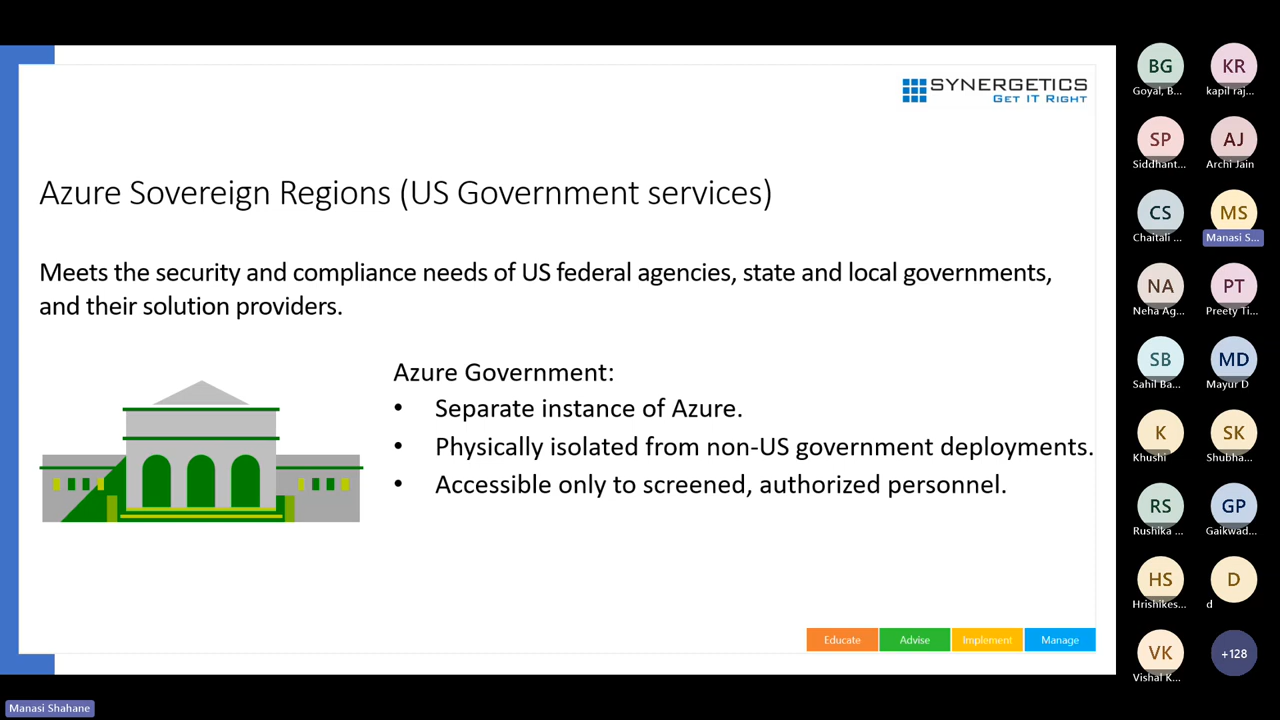 SYNERGETICS
GET IT RIGHT
Azure Sovereign Regions (US Government services)
Meets the security and compliance needs of US federal agencies, state and local governments,
and their solution providers.
Azure Government:
• Separate instance of Azure.
• Physically isolated from non-US government deployments.
• Accessible only to screened, authorized personnel.
Educate Advise Implement Manage
BG KR
Goyal, B... kapil raj...
SP AJ
Siddhant... Archi Jain
CS MS
Chaitali ... Manasi S...
NA PT
Neha Ag... Preety Ti...
SB MD
Sahil Ba... Mayur D
K SK
Khushi Shubha...
RS GP
Rushika ... Gaikwad...
HS D
Hrishikes... d
VK +128
Vishal K...
Manasi Shahane